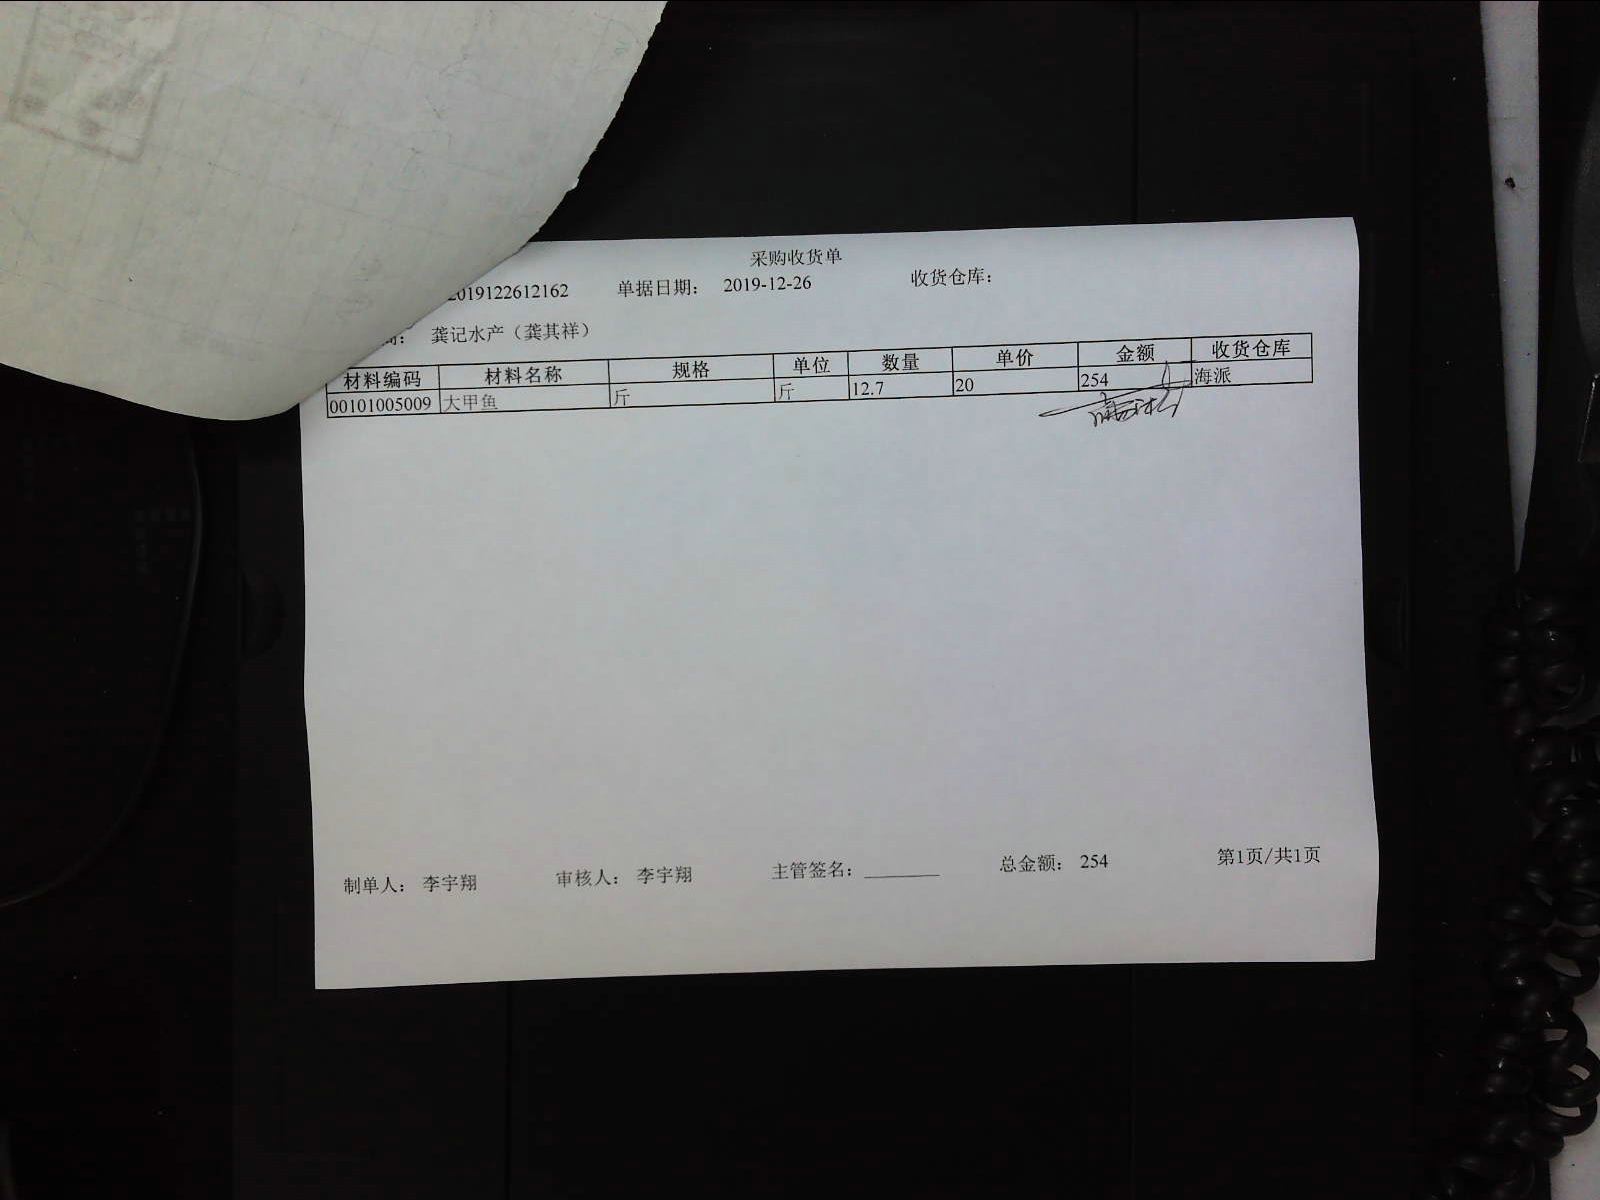 采购收货单
2019122612162 单据日期： 2019-12-26 收货仓库：
商： 龚记水产（龚其祥）
材料编码 材料名称 规格 单位 数量 单价 金额 收货仓库
00101005009 大甲鱼 斤 斤 12.7 20 254 海派
制单人： 李宇翔 审核人： 李宇翔 主管签名：________ 总金额： 254 第1页/共1页